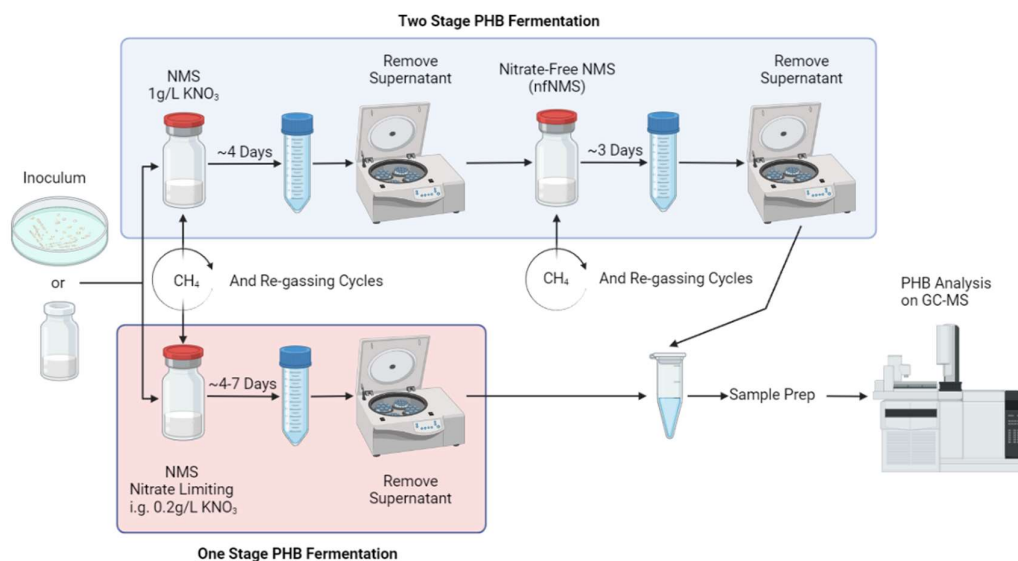 Two Stage PHB Fermentation
NMS
1g/L KNO₃
~4 Days
Remove
Supernatant
Nitrate-Free NMS
(nfNMS)
~3 Days
Remove
Supernatant
Inoculum
or
CH₄
And Re-gassing Cycles
CH₄
And Re-gassing Cycles
PHB Analysis
on GC-MS
~4-7 Days
Sample Prep
NMS
Nitrate Limiting
i.g. 0.2g/L KNO₃
Remove
Supernatant
One Stage PHB Fermentation